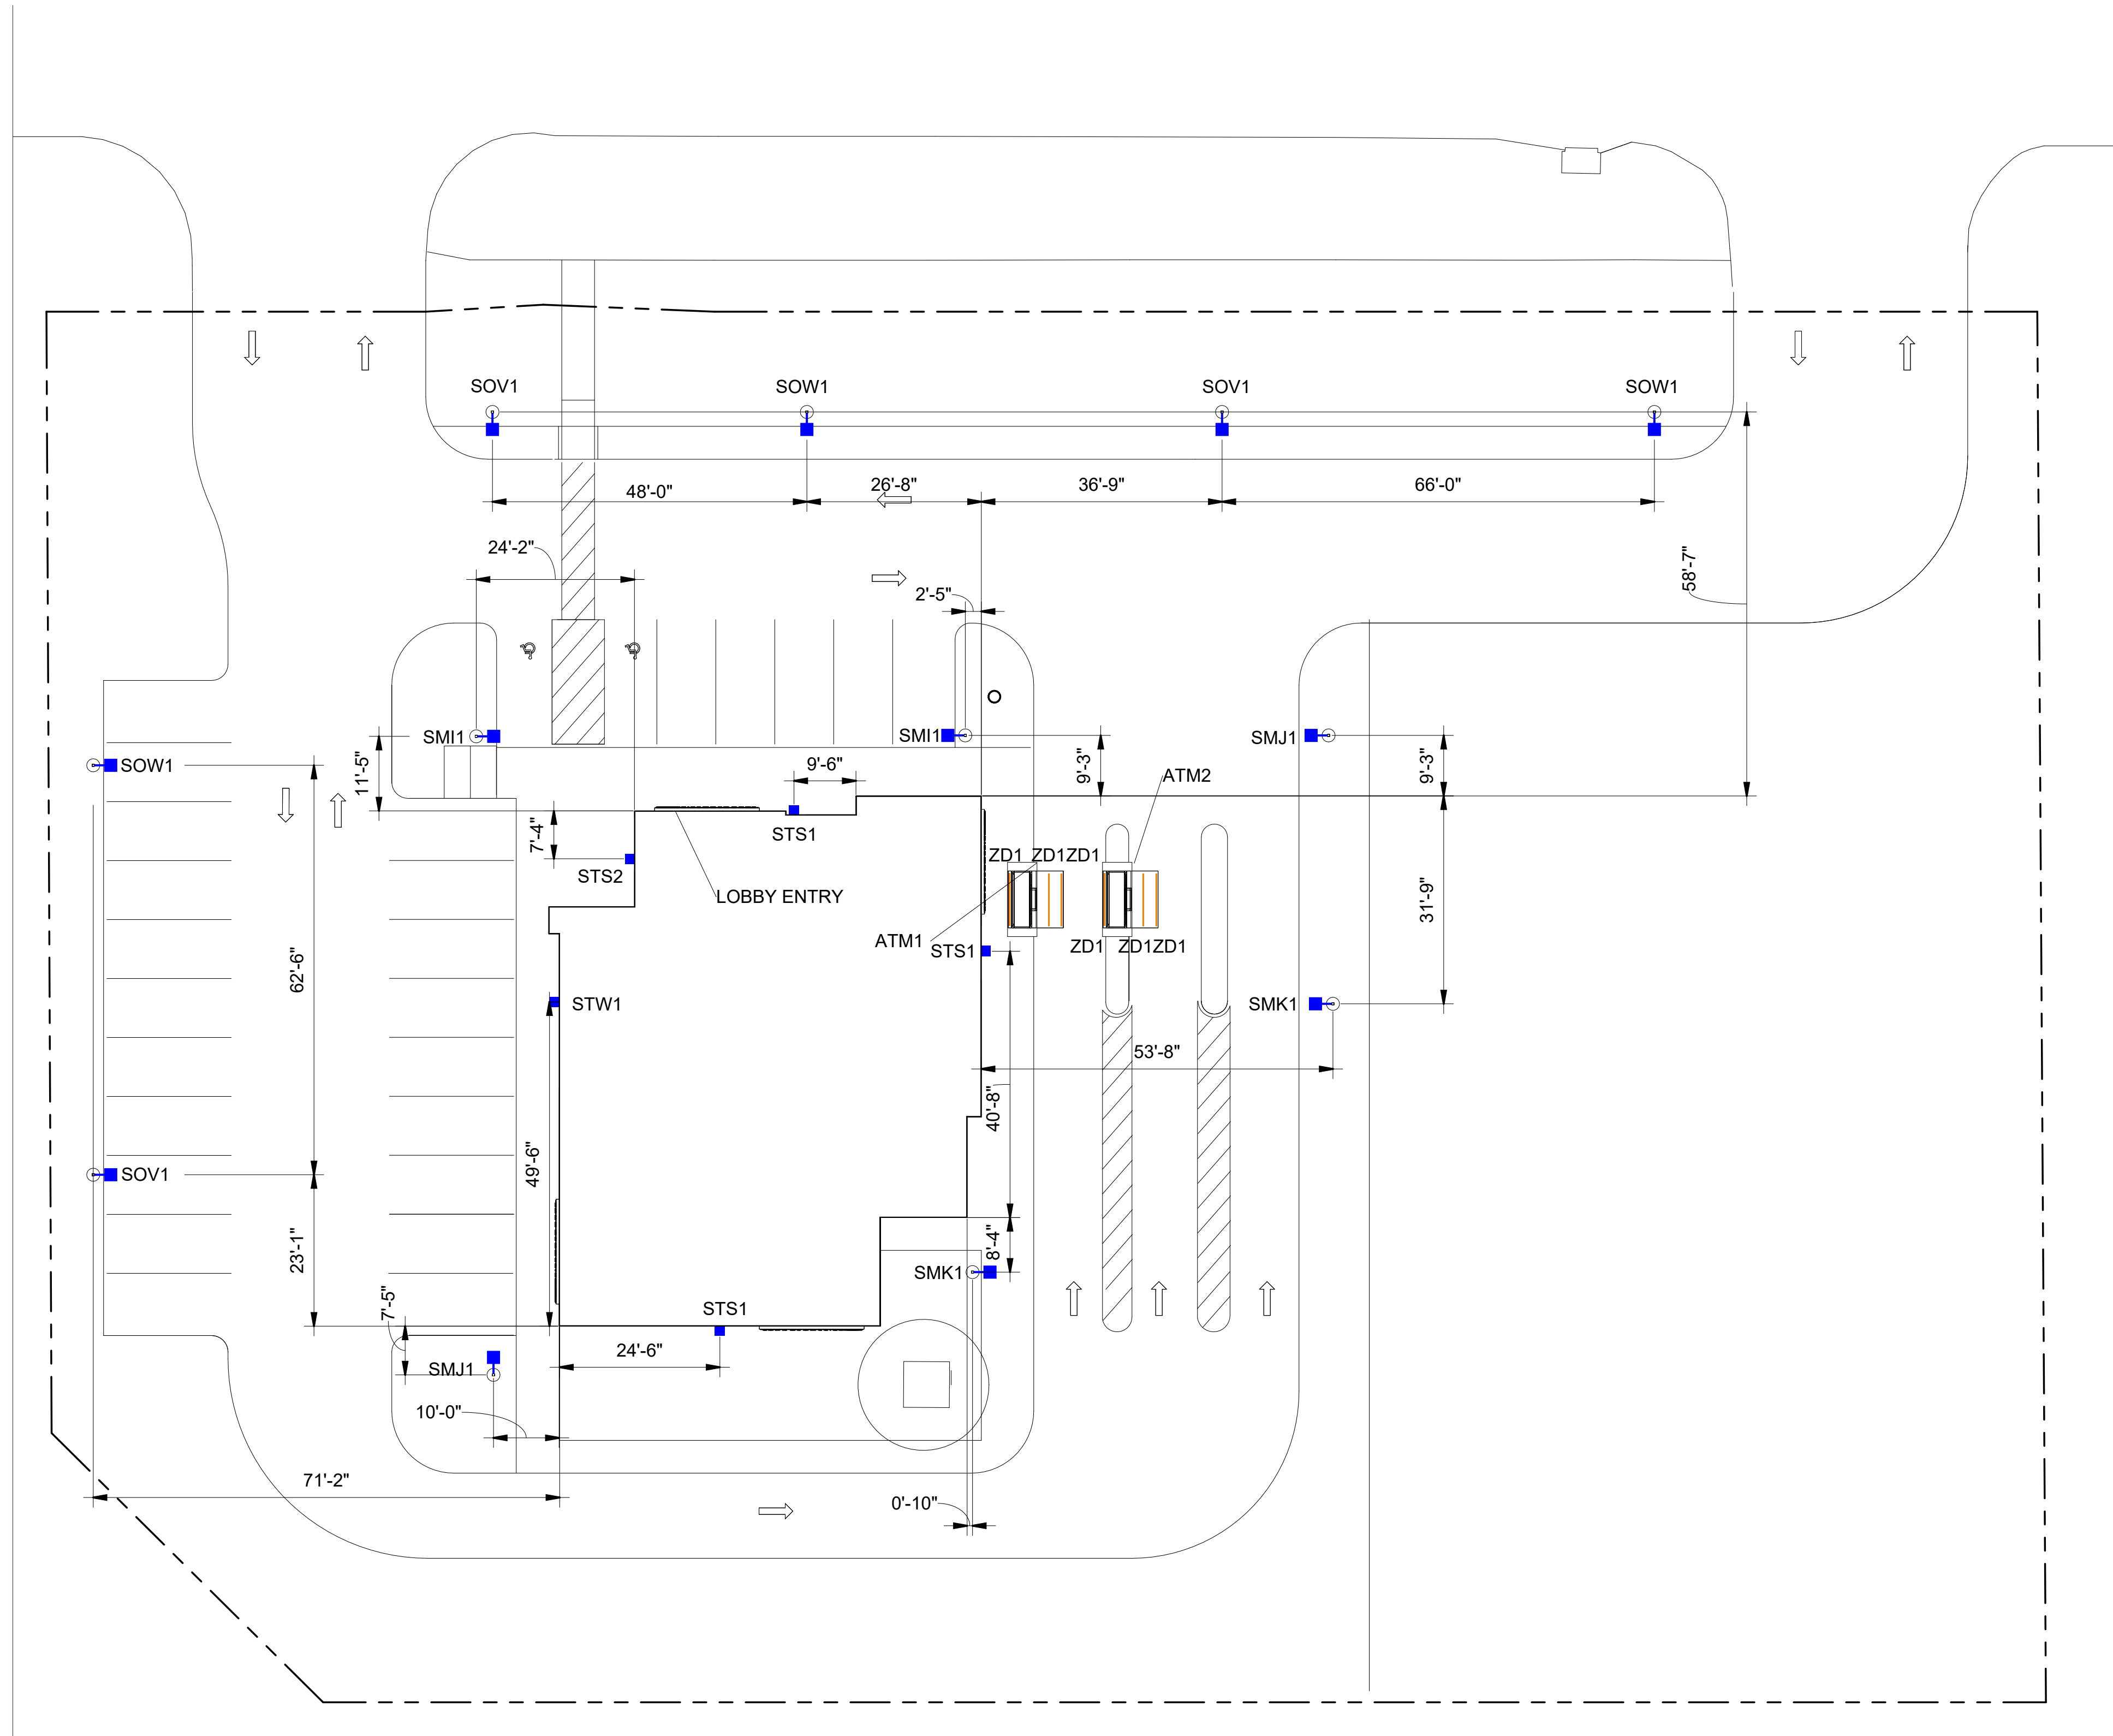 SOV1
SOW1
SOV1
SOW1
48'-0"
26'-8"
36'-9"
66'-0"
24'-2"
58'-7"
2'-5"
SMI1
SMI1
SMJ1
11'-5"
9'-3"
9'-3"
SOW1
9'-6"
ATM2
7'-4"
STS1
ZD1
ZD1
ZD1
STS2
LOBBY ENTRY
31'-9"
ATM1
STS1
ZD1
ZD1
ZD1
62'-6"
STW1
SMK1
53'-8"
40'-8"
49'-6"
SOV1
23'-1"
8'-4"
SMK1
7'-5"
STS1
24'-6"
SMJ1
10'-0"
71'-2"
0'-10"